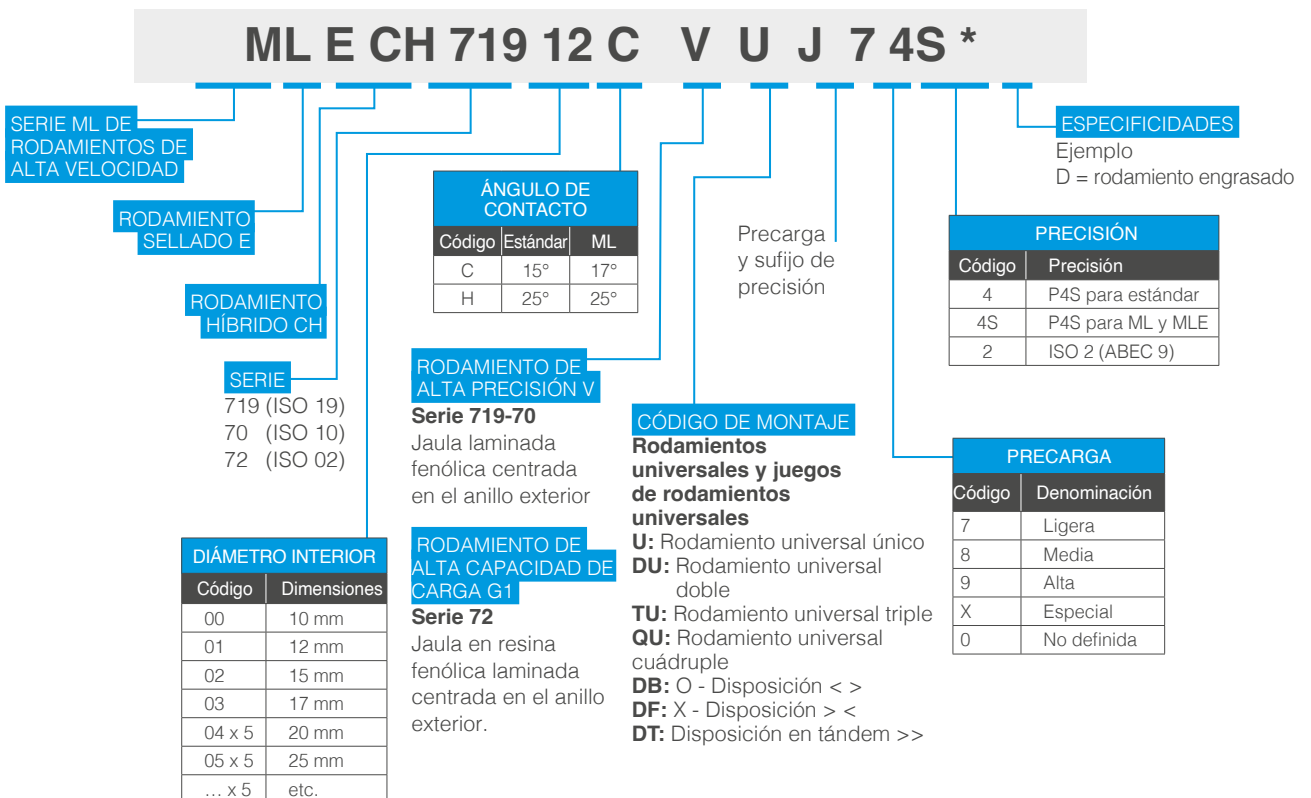 ML E CH 719 12 C V U J 7 4S *
SERIE ML DE
RODAMIENTOS DE
ALTA VELOCIDAD
RODAMIENTO
SELLADO E
RODAMIENTO
HÍBRIDO CH
SERIE
719 (ISO 19)
70 (ISO 10)
72 (ISO 02)
DIÁMETRO INTERIOR
Código Dimensiones
00 10 mm
01 12 mm
02 15 mm
03 17 mm
04 x 5 20 mm
05 x 5 25 mm
... x 5 etc.
ÁNGULO DE
CONTACTO
Código Estándar ML
C 15° 17°
H 25° 25°
RODAMIENTO DE
ALTA PRECISIÓN V
Serie 719-70
Jaula laminada
fenólica centrada
en el anillo exterior
RODAMIENTO DE
ALTA CAPACIDAD DE
CARGA G1
Serie 72
Jaula en resina
fenólica laminada
centrada en el anillo
exterior.
CÓDIGO DE MONTAJE
Rodamientos
universales y juegos
de rodamientos
universales
U: Rodamiento universal único
DU: Rodamiento universal
doble
TU: Rodamiento universal triple
QU: Rodamiento universal
cuádruple
DB: O - Disposición < >
DF: X - Disposición > <
DT: Disposición en tándem >>
Precarga
y sufijo de
precisión
PRECARGA
Código Denominación
7 Ligera
8 Media
9 Alta
X Especial
0 No definida
PRECISIÓN
Código Precisión
4 P4S para estándar
4S P4S para ML y MLE
2 ISO 2 (ABEC 9)
ESPECIFICIDADES
Ejemplo
D = rodamiento engrasado